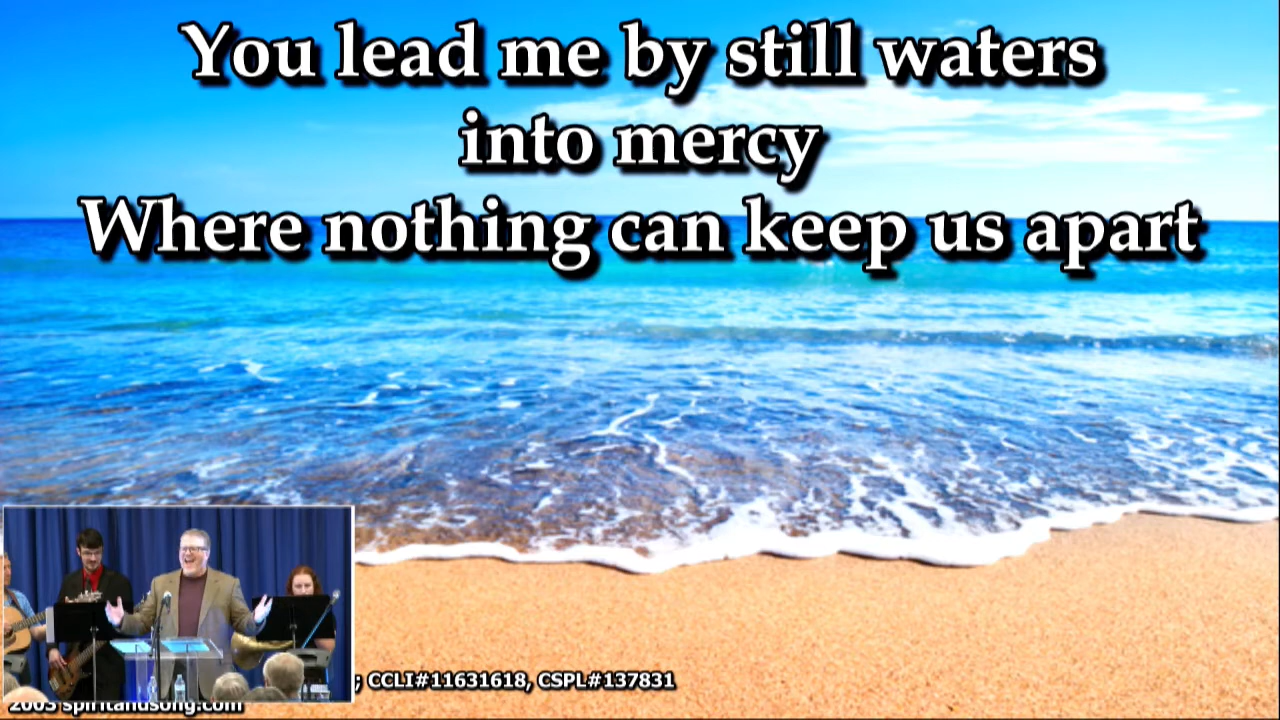 You lead me by still waters
into mercy
Where nothing can keep us apart
; CCLI#11631618, CSPL#137831
2003 spiritandsong.com